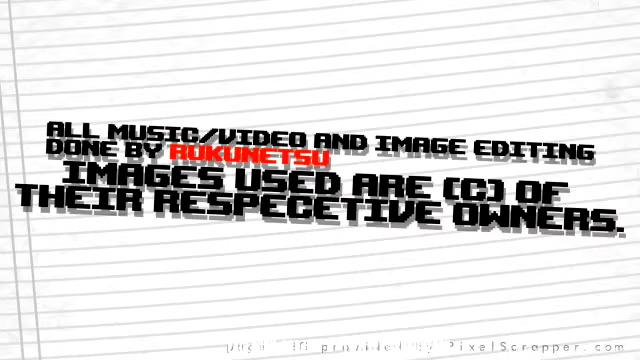 ALL MUSIC/VIDEO AND IMAGE EDITING
DONE BY RUKUNETSU
IMAGES USED ARE (C) OF
THEIR RESPECETIVE OWNERS.
provided by PixelScrapper.com